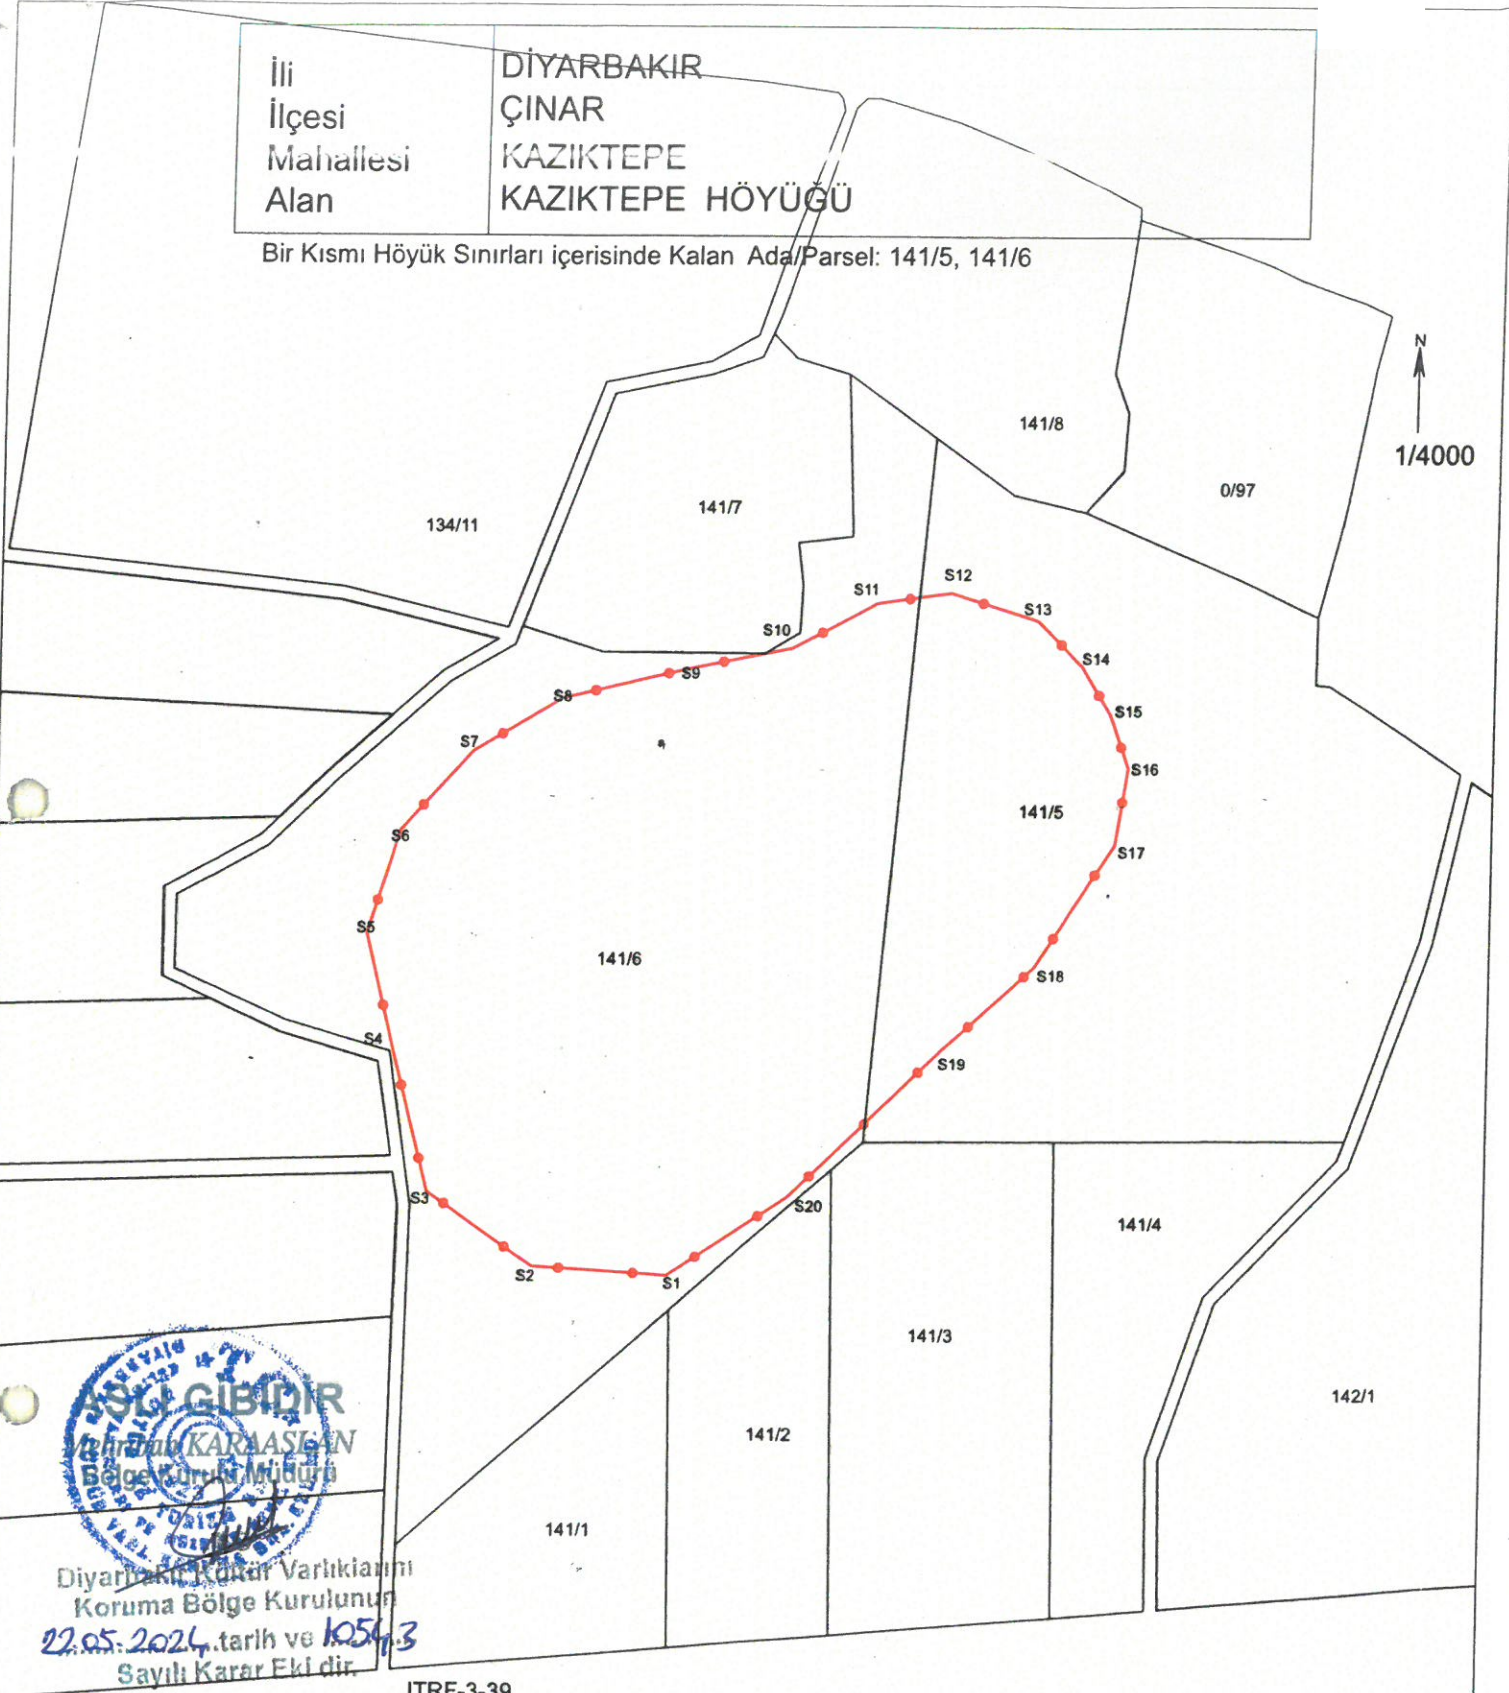 İli DİYARBAKIR
İlçesi ÇINAR
Mahallesi KAZIKTEPE
Alan KAZIKTEPE HÖYÜĞÜ
Bir Kısmı Höyük Sınırları içerisinde Kalan Ada/Parsel: 141/5, 141/6
N
1/4000
141/8
0/97
141/7
134/11
S12
S11
S13
S10
S14
S9
S8
S15
S7
S16
141/5
S6
S17
S5
141/6
S18
S4
S19
S3
S20
141/4
S2
S1
141/3
142/1
141/2
141/1
ASLI GİBİDİR
Mehriban KARAASLAN
Bölge Kurulu Müdürü
Diyarbakır Kültür Varlıklarını
Koruma Bölge Kurulunun
22.05.2024 tarih ve 10543
Sayılı Karar Eki dir.
ITRF-3-39